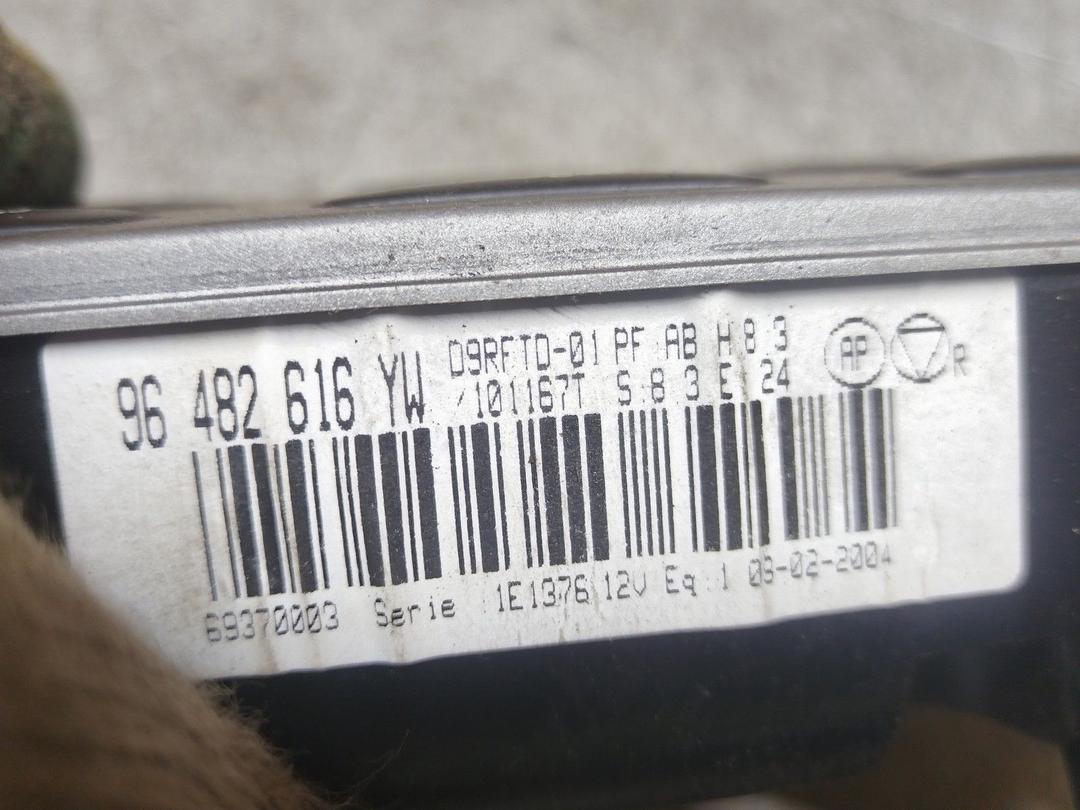 96 482 616 YW D9RFTD-01 PF AB H 8 3
/101167T S 8 3 E 24
AP R
69370003 Serie 1E1376 12V Eq 1 09-02-2004